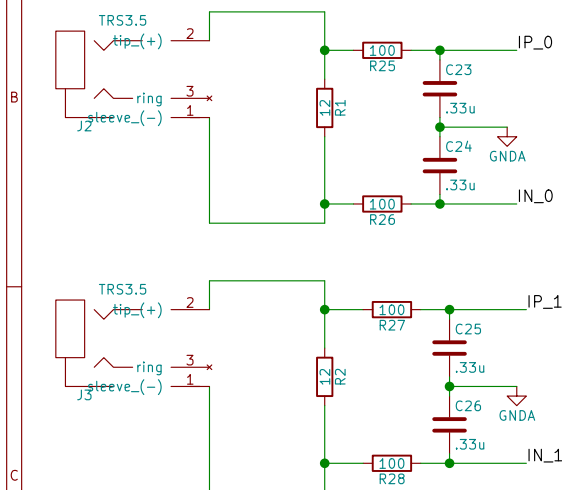 TRS3.5
tip_(+)
2
ring
3
sleeve_(-)
1
J2
100
R25
IP_0
12
R1
C23
.33u
GNDA
C24
.33u
100
R26
IN_0
B
TRS3.5
tip_(+)
2
ring
3
sleeve_(-)
1
J3
100
R27
IP_1
12
R2
C25
.33u
GNDA
C26
.33u
100
R28
IN_1
C